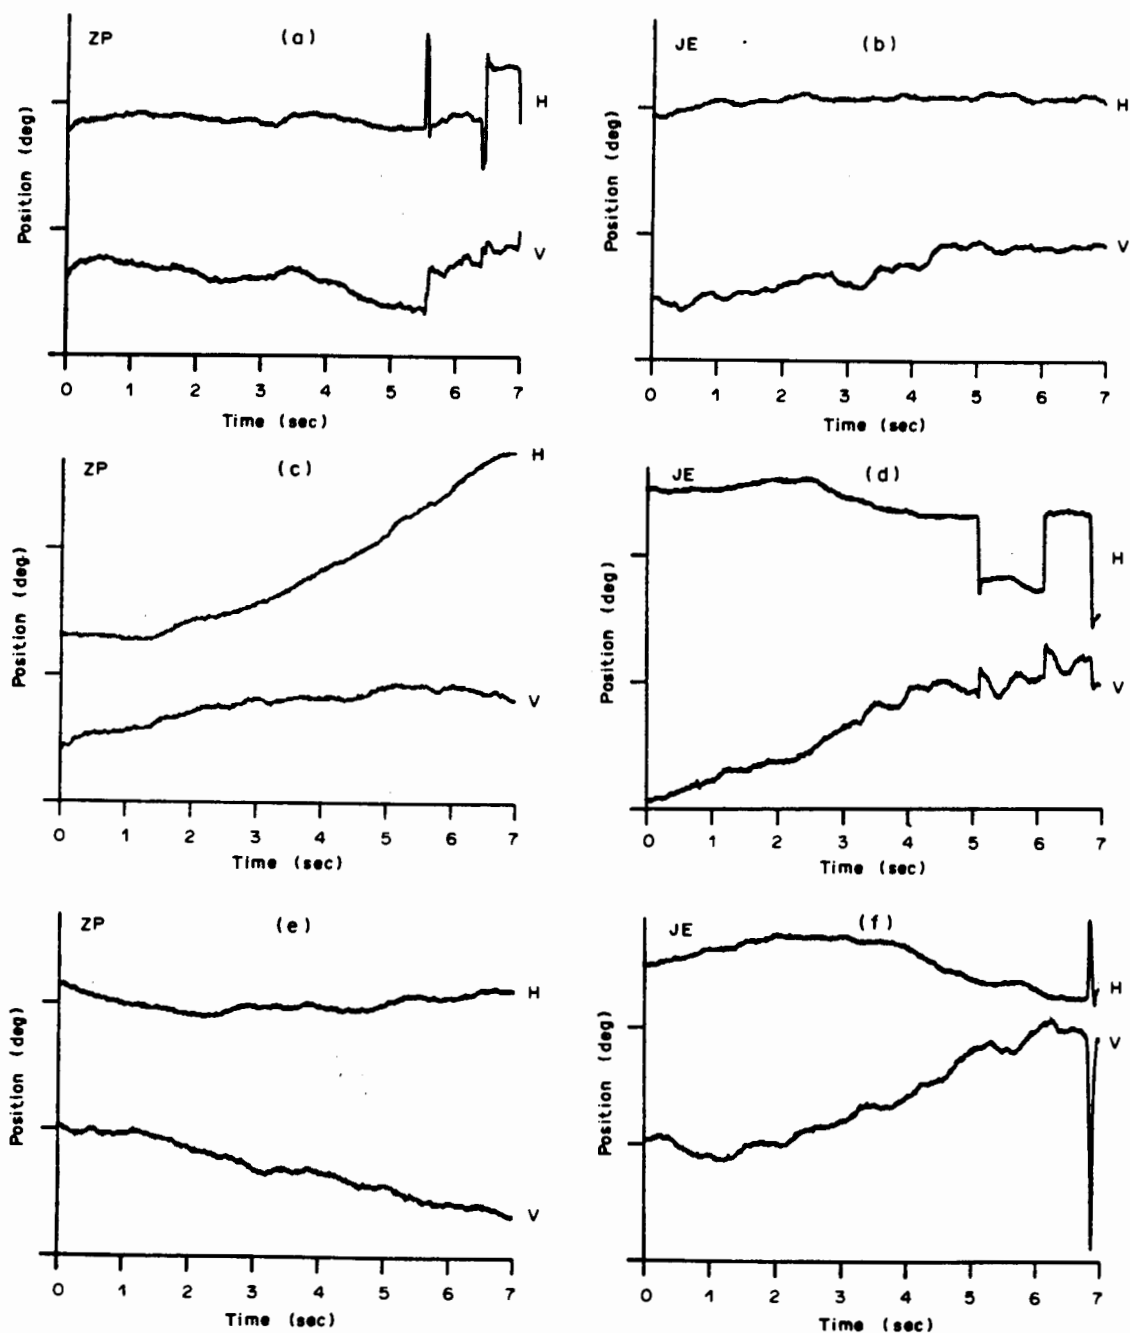 ZP (a)
Position (deg)
H
V
0 1 2 3 4 5 6 7
Time (sec)
JE (b)
Position (deg)
H
V
0 1 2 3 4 5 6 7
Time (sec)
ZP (c)
Position (deg)
H
V
0 1 2 3 4 5 6 7
Time (sec)
JE (d)
Position (deg)
H
V
0 1 2 3 4 5 6 7
Time (sec)
ZP (e)
Position (deg)
H
V
0 1 2 3 4 5 6 7
Time (sec)
JE (f)
Position (deg)
H
V
0 1 2 3 4 5 6 7
Time (sec)